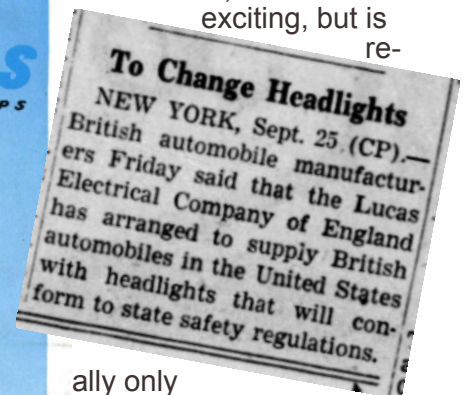 exciting, but is
re-
S
PS
To Change Headlights
NEW YORK, Sept. 25 (CP).—
British automobile manufactur-
ers Friday said that the Lucas
Electrical Company of England
has arranged to supply British
automobiles in the United States
with headlights that will con-
form to state safety regulations.
ally only